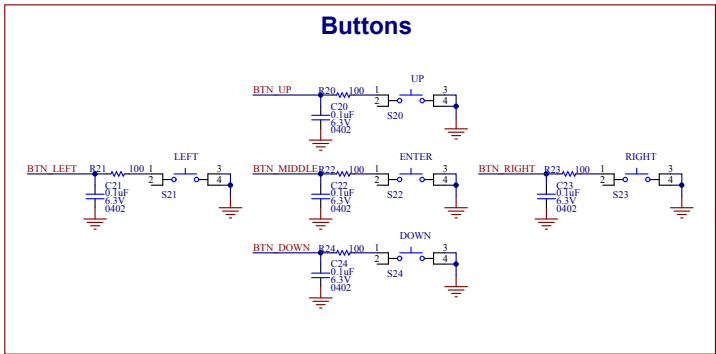 Buttons
UP
BTN_UP R20 100 1 3
2 4
C20
0.1uF
6.3V
0402
S20
LEFT
BTN_LEFT R21 100 1 3
2 4
C21
0.1uF
6.3V
0402
S21
ENTER
BTN_MIDDLE R22 100 1 3
2 4
C22
0.1uF
6.3V
0402
S22
RIGHT
BTN_RIGHT R23 100 1 3
2 4
C23
0.1uF
6.3V
0402
S23
DOWN
BTN_DOWN R24 100 1 3
2 4
C24
0.1uF
6.3V
0402
S24